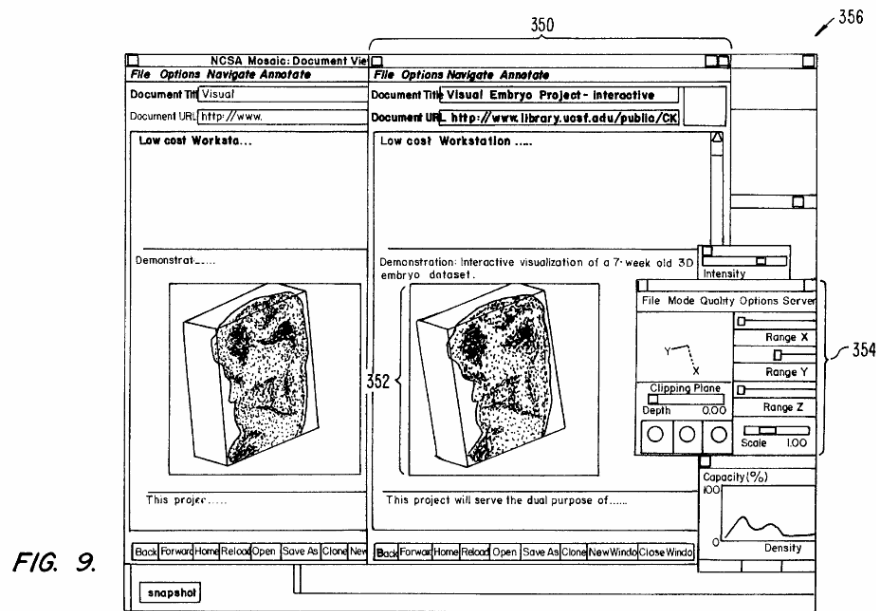 350
356
NCSA Mosaic: Document Vie
File Options Navigate Annotate
Document Titl Visual
Document URL http://www.
Low cost Worksta...
Demonstrat.....
This projec.....
Back Forward Home Reload Open Save As Clone New
File Options Navigate Annotate
Document Title Visual Embryo Project - Interactive
Document URL http://www.library.ucsf.edu/public/CK
Low cost Workstation .....
Demonstration: Interactive visualization of a 7-week old 3D
embryo dataset.
352
This project will serve the dual purpose of......
Back Forward Home Reload Open Save As Clone New Windo Close Windo
Intensity
File Mode Quality Options Server
Range X
Y
X
Range Y
Clipping Plane
Depth 0.00
Range Z
Scale 1.00
354
Capacity (%)
100
0
Density
FIG. 9.
snapshot